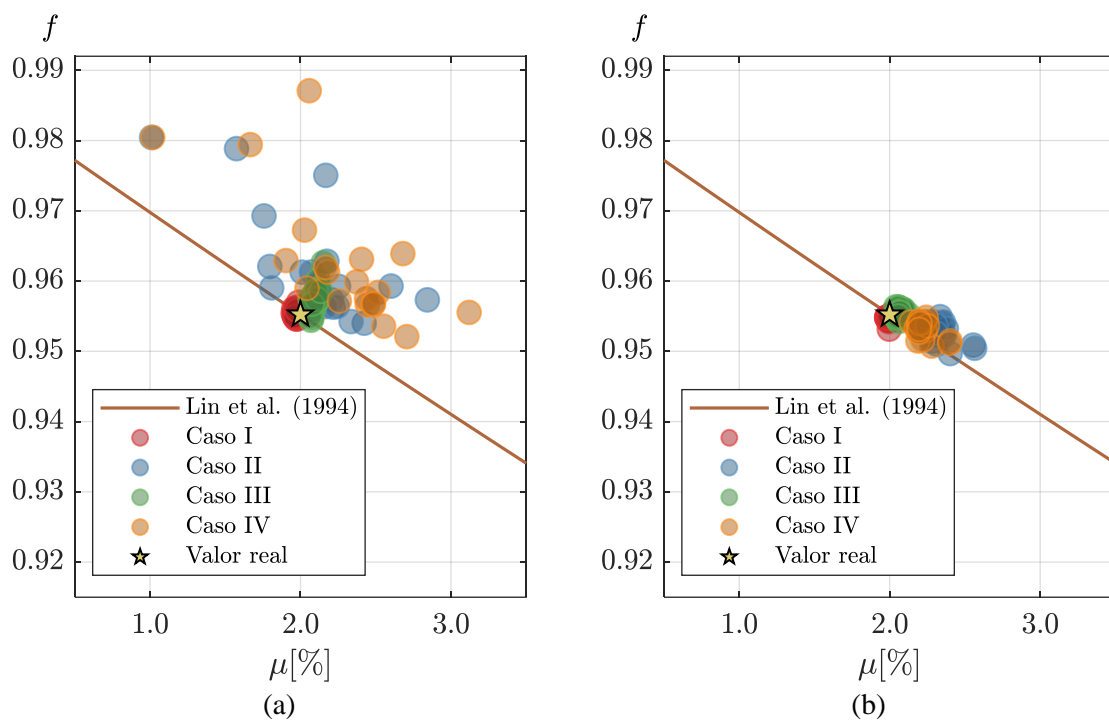 f
0.99
0.98
0.97
0.96
0.95
0.94
0.93
0.92
Lin et al. (1994)
Caso I
Caso II
Caso III
Caso IV
Valor real
1.0 2.0 3.0
μ[%]
(a)
f
0.99
0.98
0.97
0.96
0.95
0.94
0.93
0.92
Lin et al. (1994)
Caso I
Caso II
Caso III
Caso IV
Valor real
1.0 2.0 3.0
μ[%]
(b)